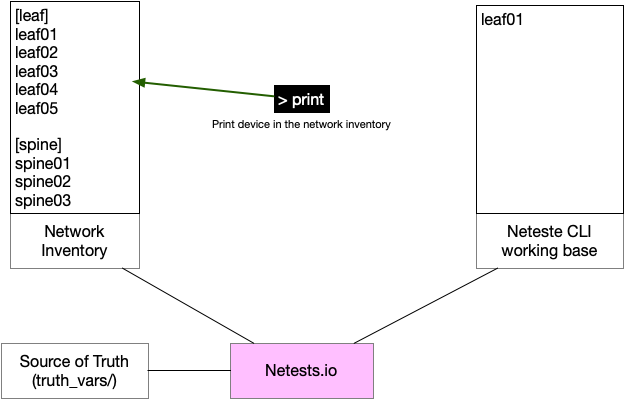 [leaf]
leaf01
leaf02
leaf03
leaf04
leaf05
[spine]
spine01
spine02
spine03
Network
Inventory
> print
Print device in the network inventory
leaf01
Neteste CLI
working base
Source of Truth
(truth_vars/)
Netests.io